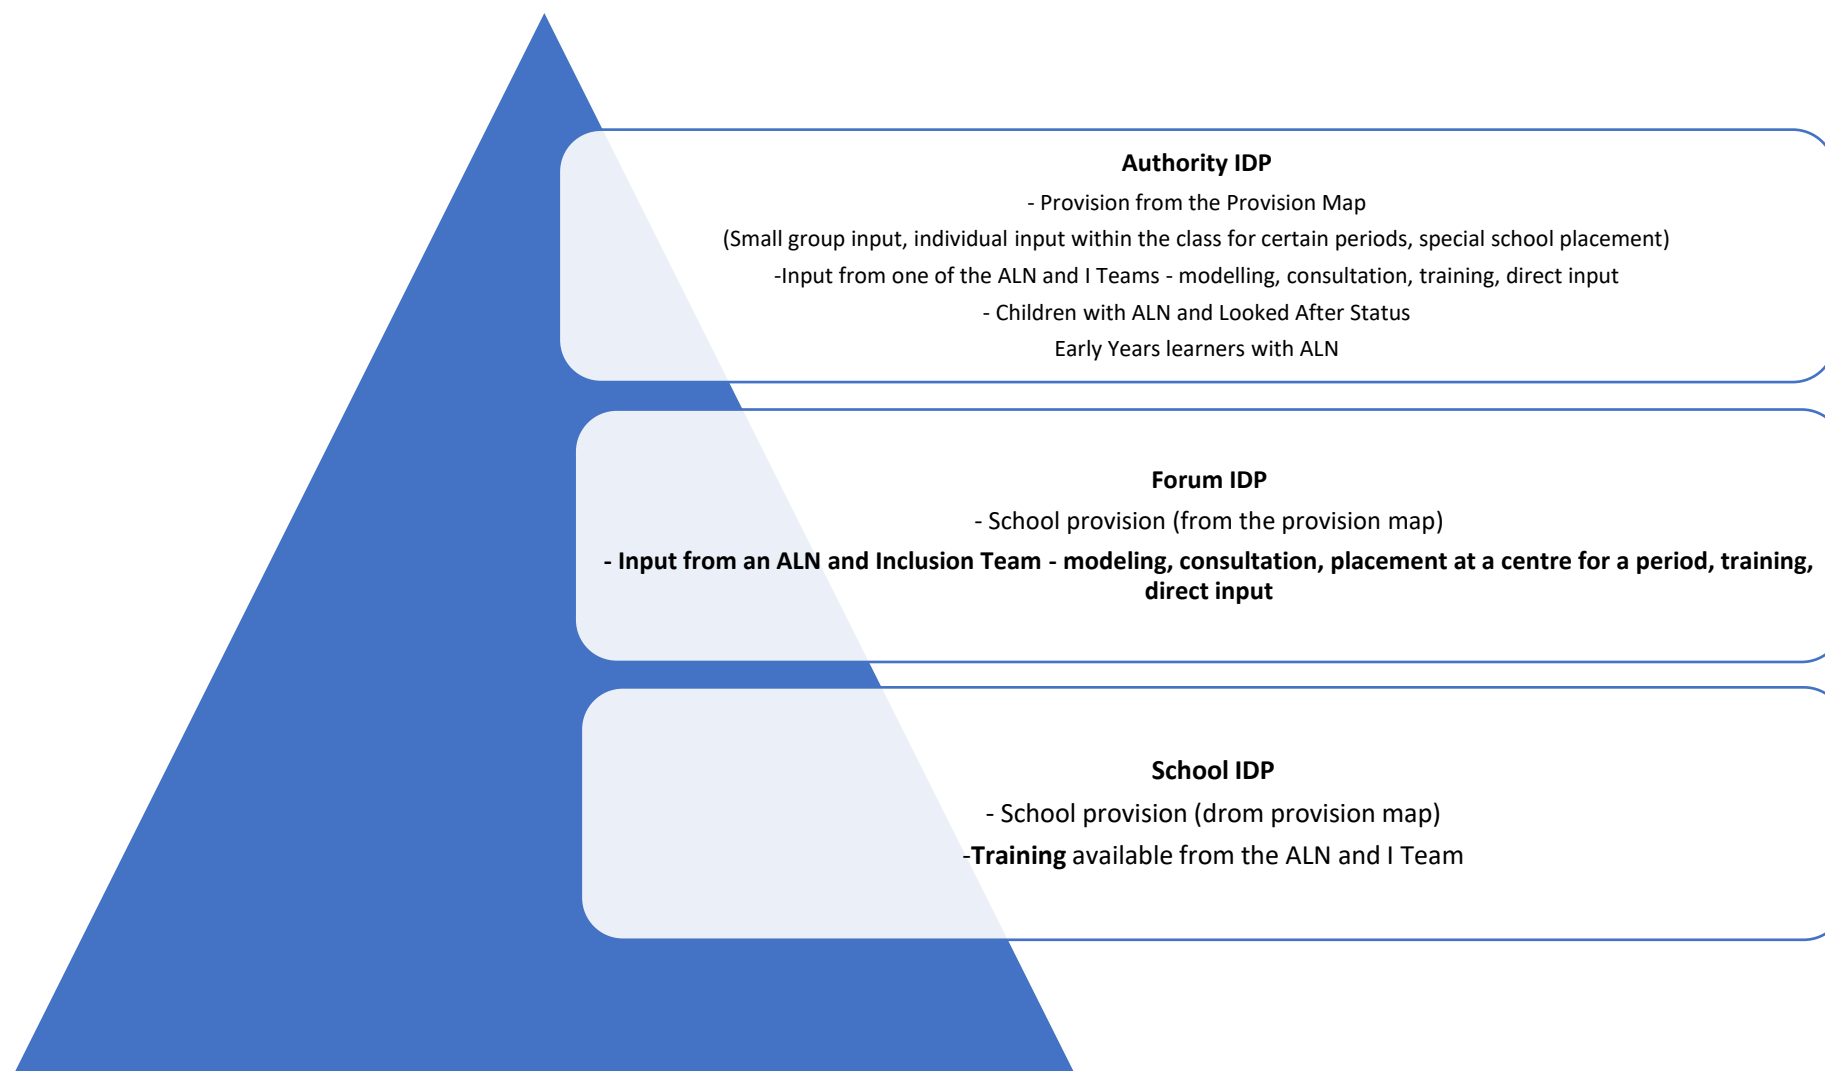 Authority IDP
- Provision from the Provision Map
(Small group input, individual input within the class for certain periods, special school placement)
-Input from one of the ALN and I Teams - modelling, consultation, training, direct input
- Children with ALN and Looked After Status
Early Years learners with ALN
Forum IDP
- School provision (from the provision map)
- Input from an ALN and Inclusion Team - modeling, consultation, placement at a centre for a period, training,
direct input
School IDP
- School provision (drom provision map)
-Training available from the ALN and I Team